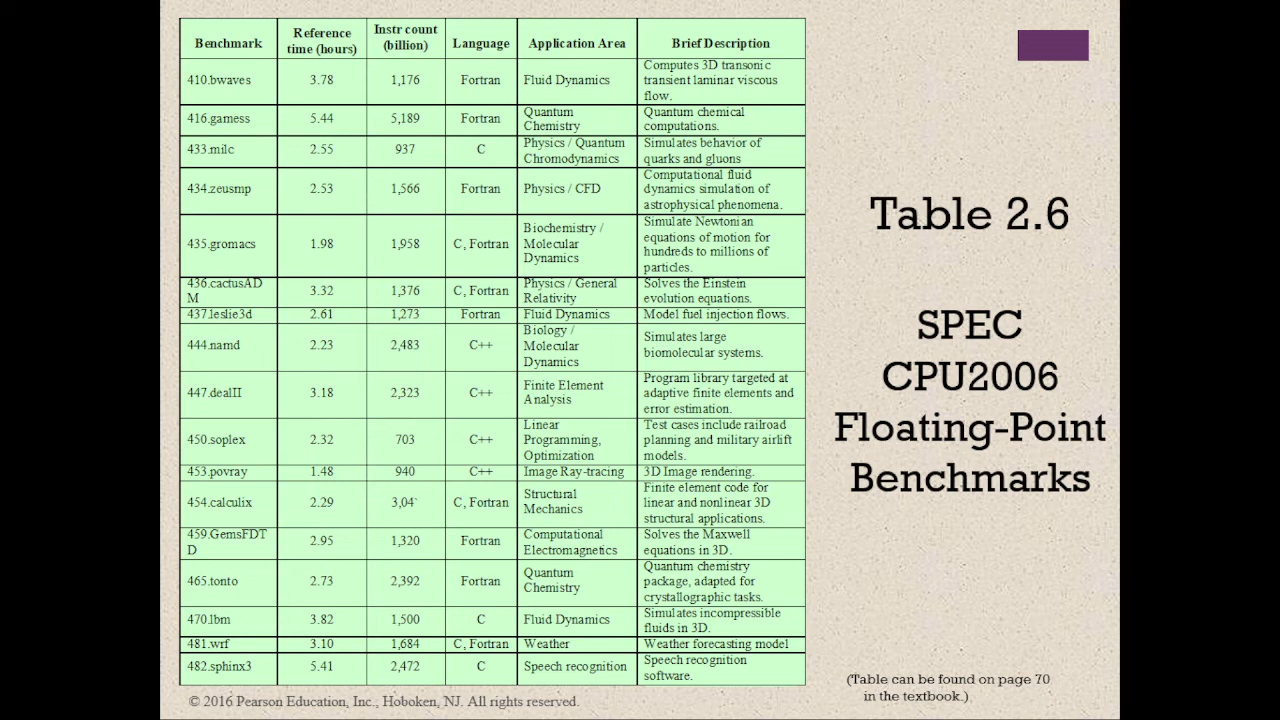 Benchmark Reference time (hours) Instr count (billion) Language Application Area Brief Description
410.bwaves 3.78 1,176 Fortran Fluid Dynamics Computes 3D transonic transient laminar viscous flow.
416.gamess 5.44 5,189 Fortran Quantum Chemistry Quantum chemical computations.
433.milc 2.55 937 C Physics / Quantum Chromodynamics Simulates behavior of quarks and gluons
434.zeusmp 2.53 1,566 Fortran Physics / CFD Computational fluid dynamics simulation of astrophysical phenomena.
435.gromacs 1.98 1,958 C, Fortran Biochemistry / Molecular Dynamics Simulate Newtonian equations of motion for hundreds to millions of particles.
436.cactusADM 3.32 1,376 C, Fortran Physics / General Relativity Solves the Einstein evolution equations.
437.leslie3d 2.61 1,273 Fortran Fluid Dynamics Model fuel injection flows.
444.namd 2.23 2,483 C++ Biology / Molecular Dynamics Simulates large biomolecular systems.
447.dealII 3.18 2,323 C++ Finite Element Analysis Program library targeted at adaptive finite elements and error estimation.
450.soplex 2.32 703 C++ Linear Programming, Optimization Test cases include railroad planning and military airlift models.
453.povray 1.48 940 C++ Image Ray-tracing 3D Image rendering.
454.calculix 2.29 3,04` C, Fortran Structural Mechanics Finite element code for linear and nonlinear 3D structural applications.
459.GemsFDTD 2.95 1,320 Fortran Computational Electromagnetics Solves the Maxwell equations in 3D.
465.tonto 2.73 2,392 Fortran Quantum Chemistry Quantum chemistry package, adapted for crystallographic tasks.
470.lbm 3.82 1,500 C Fluid Dynamics Simulates incompressible fluids in 3D.
481.wrf 3.10 1,684 C, Fortran Weather Weather forecasting model
482.sphinx3 5.41 2,472 C Speech recognition Speech recognition software.
© 2016 Pearson Education, Inc., Hoboken, NJ. All rights reserved.
Table 2.6
SPEC
CPU2006
Floating-Point
Benchmarks
(Table can be found on page 70
in the textbook.)